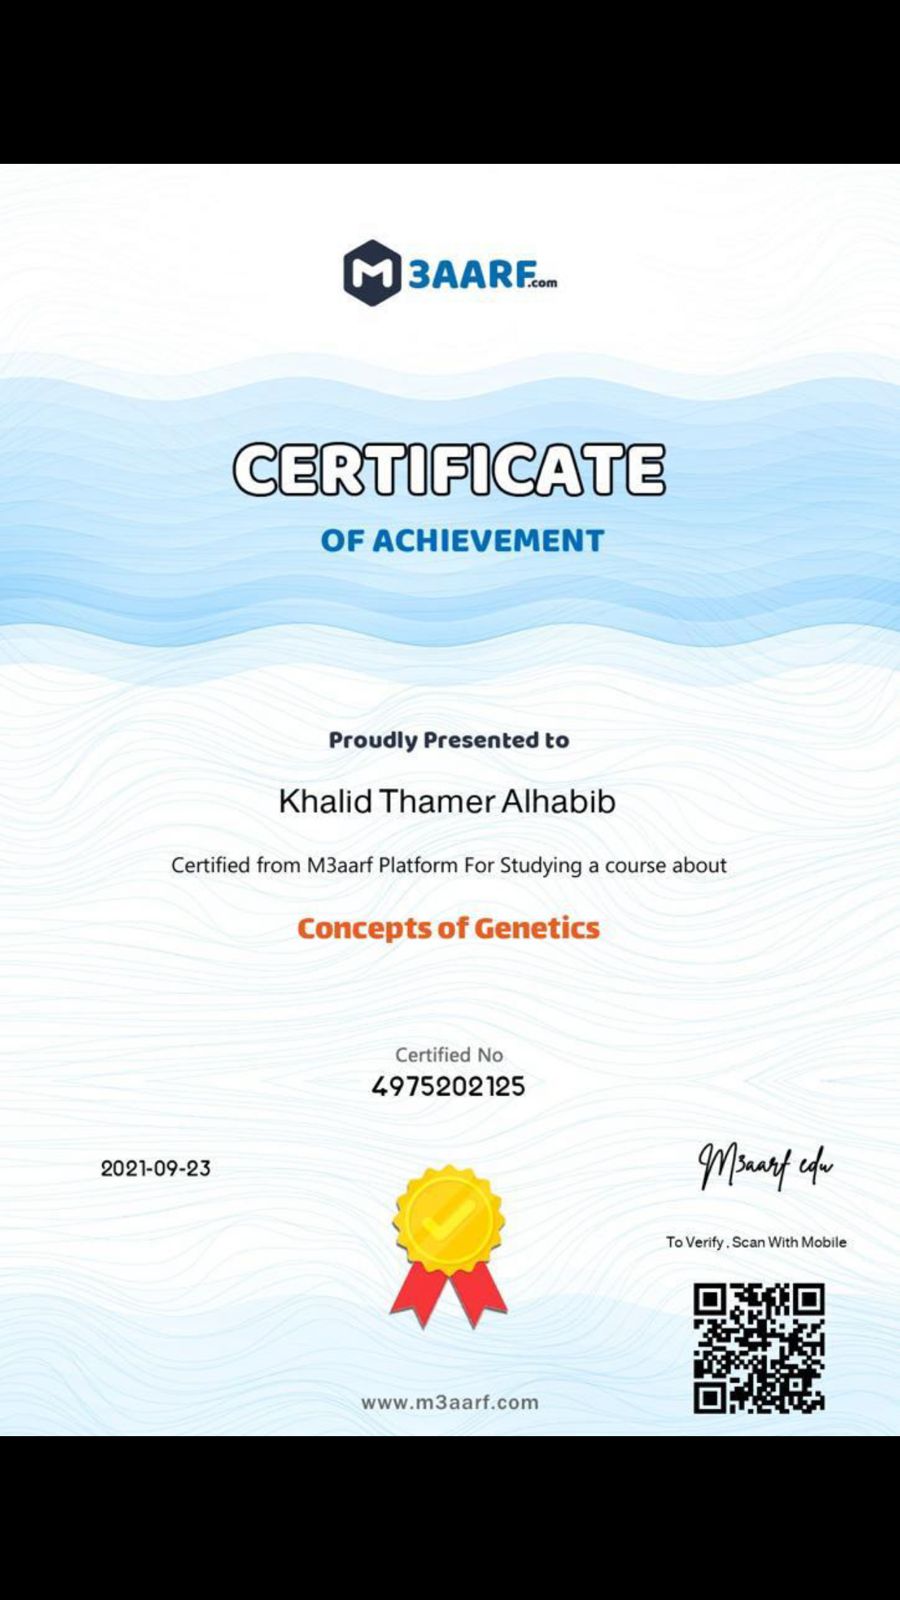 M3AARF.com
CERTIFICATE
OF ACHIEVEMENT
Proudly Presented to
Khalid Thamer Alhabib
Certified from M3aarf Platform For Studying a course about
Concepts of Genetics
Certified No
4975202125
2021-09-23
M3aarf edu
To Verify , Scan With Mobile
www.m3aarf.com